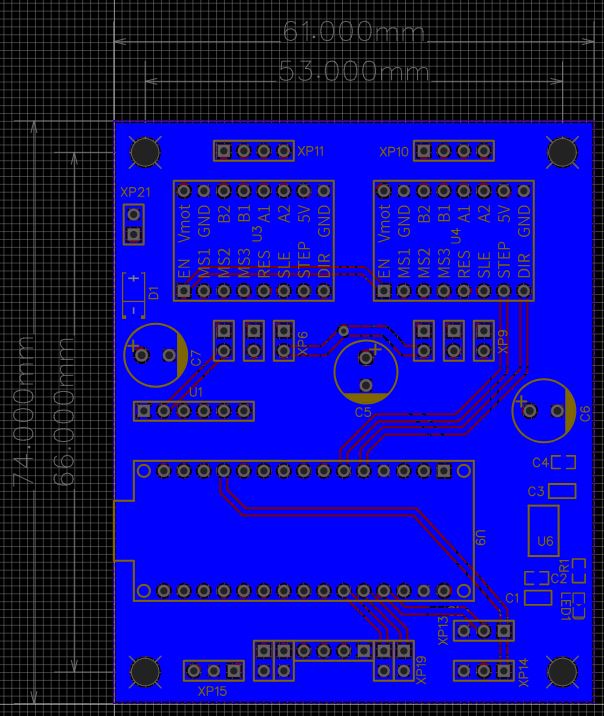 61.000mm
53.000mm
XP11
XP10
XP21
Vmot GND B2 B1 A1 A2 5V GND
U3
EN MS1 MS2 MS3 RES SLE STEP DIR
Vmot GND B2 B1 A1 A2 5V GND
U4
EN MS1 MS2 MS3 RES SLE STEP DIR
+
-
D1
XP6
XP9
+
C7
+
C5
+
C6
U1
74.000mm
66.000mm
C4
C3
U6
U9
R1
C2
C1
LED1
XP13
XP14
XP19
XP15